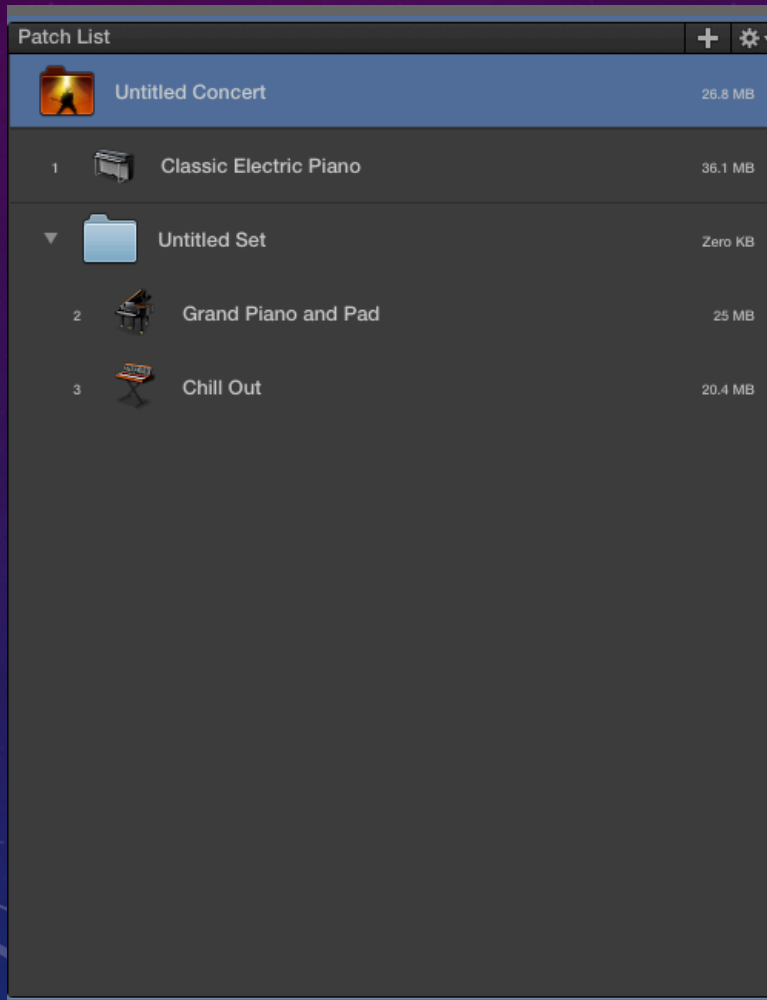 Patch List
Untitled Concert 26.8 MB
1 Classic Electric Piano 36.1 MB
Untitled Set Zero KB
2 Grand Piano and Pad 25 MB
3 Chill Out 20.4 MB